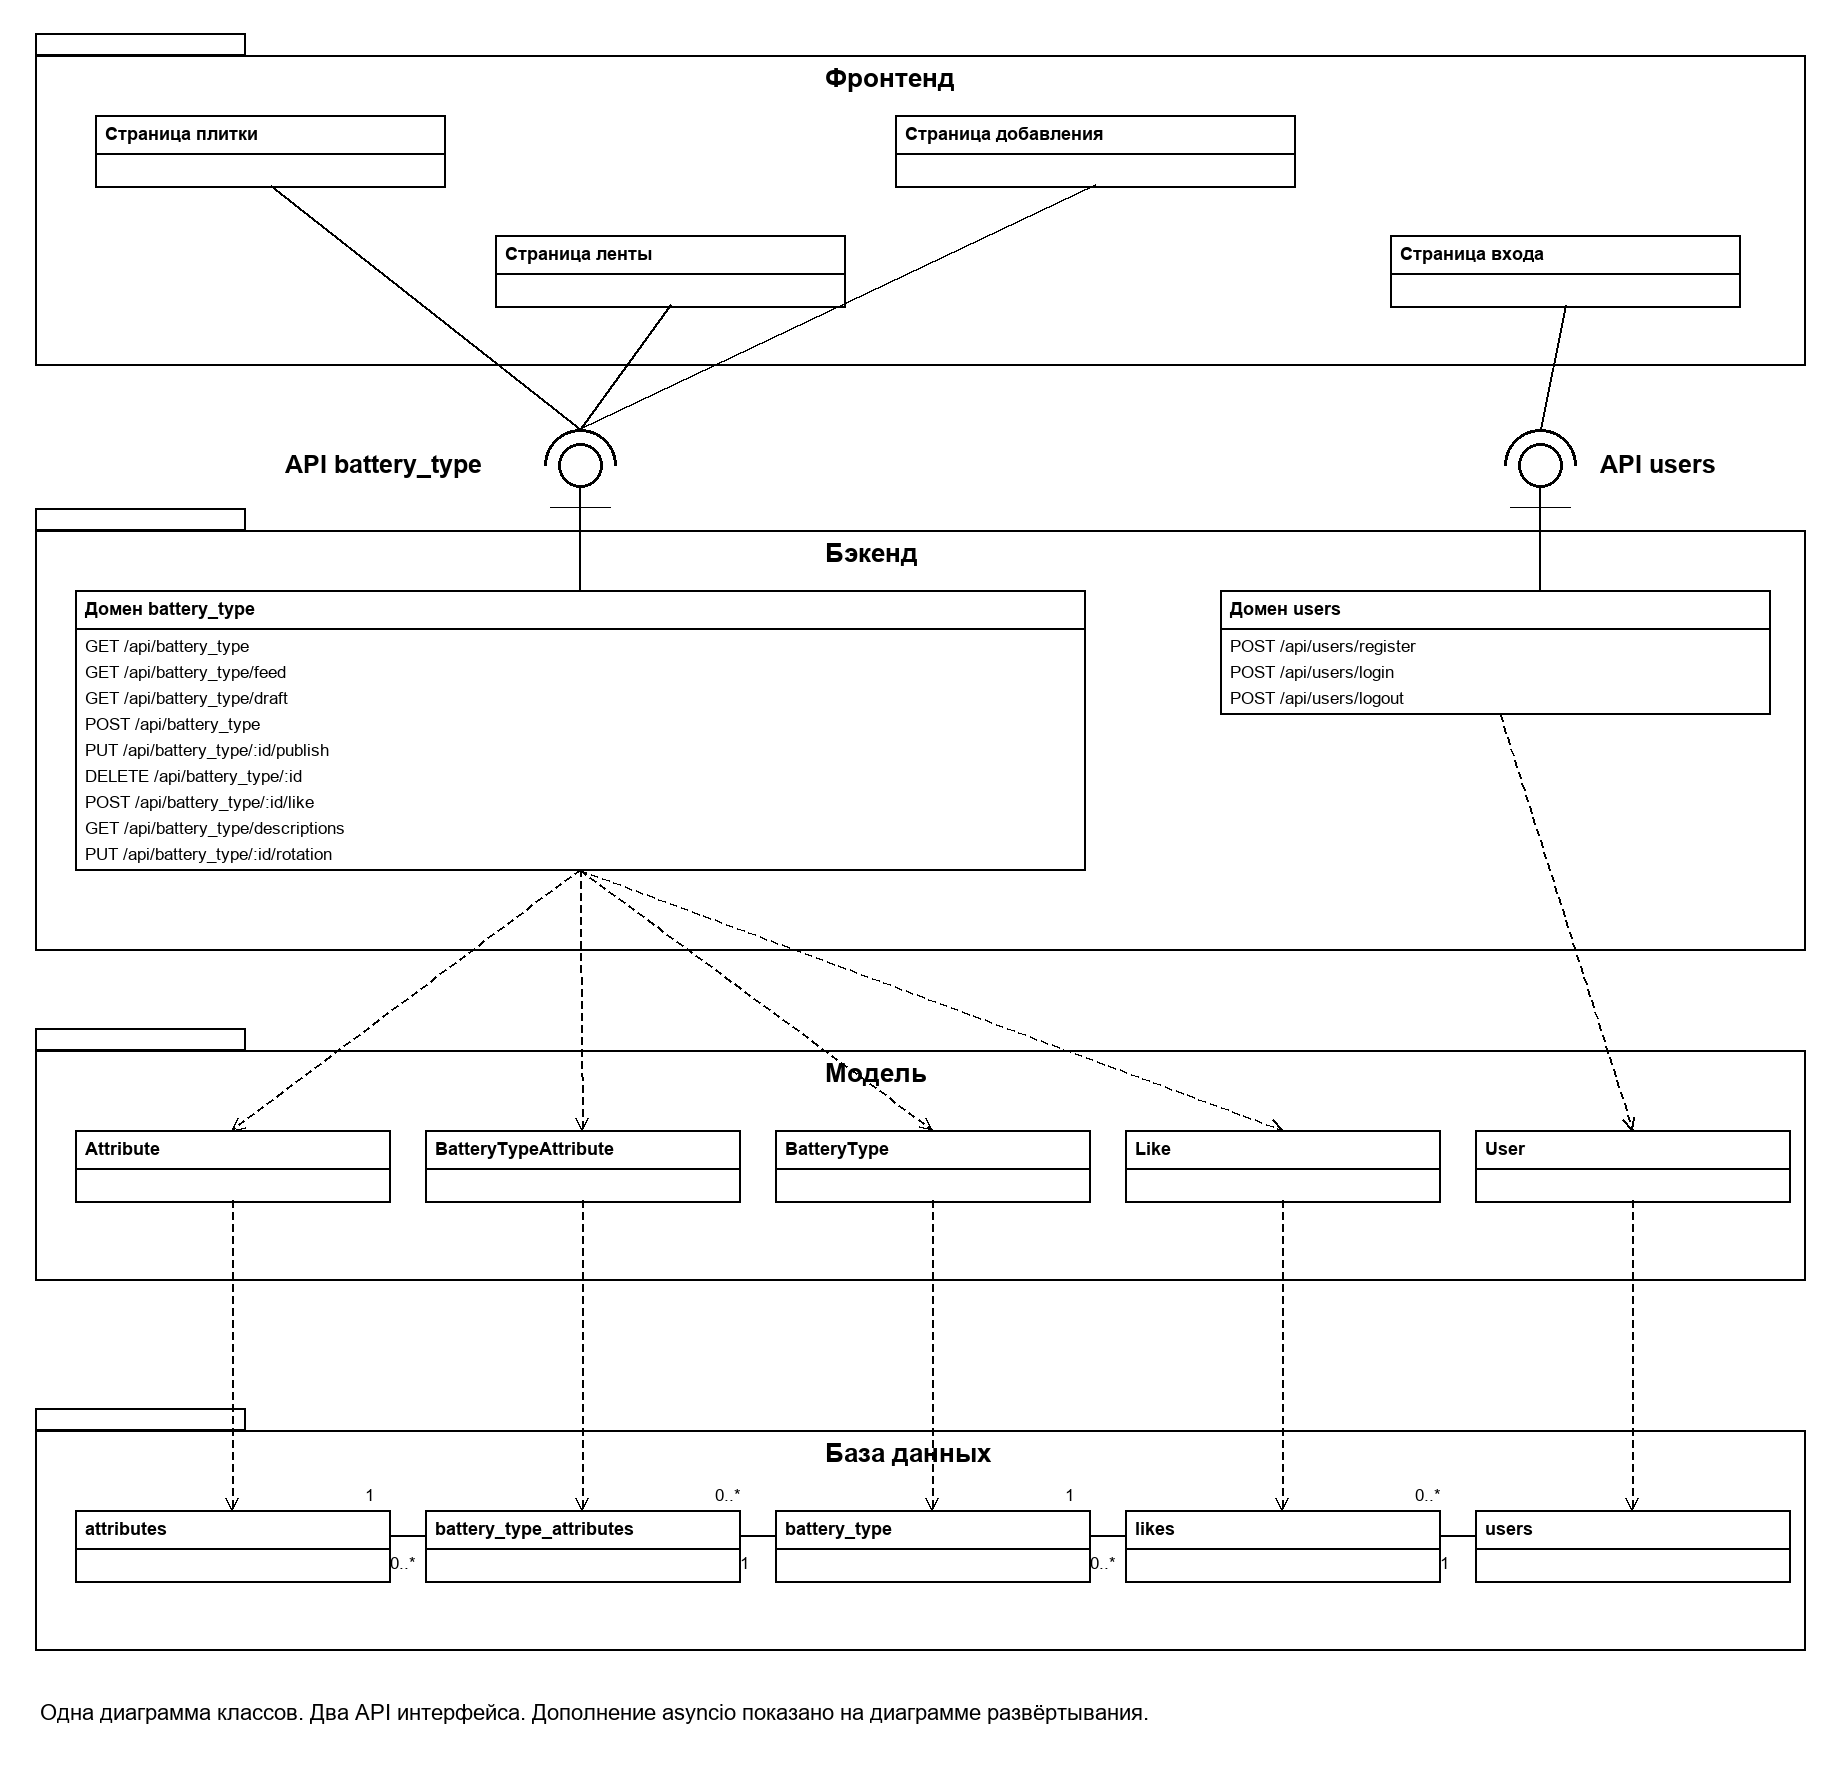 Фронтенд
Страница плитки
Страница добавления
Страница ленты
Страница входа
API battery_type
API users
Бэкенд
Домен battery_type
GET /api/battery_type
GET /api/battery_type/feed
GET /api/battery_type/draft
POST /api/battery_type
PUT /api/battery_type/:id/publish
DELETE /api/battery_type/:id
POST /api/battery_type/:id/like
GET /api/battery_type/descriptions
PUT /api/battery_type/:id/rotation
Домен users
POST /api/users/register
POST /api/users/login
POST /api/users/logout
Модель
Attribute
BatteryTypeAttribute
BatteryType
Like
User
База данных
1
0..*
1
0..*
attributes
battery_type_attributes
battery_type
likes
users
0..*
1
0..*
1
Одна диаграмма классов. Два API интерфейса. Дополнение asyncio показано на диаграмме развёртывания.